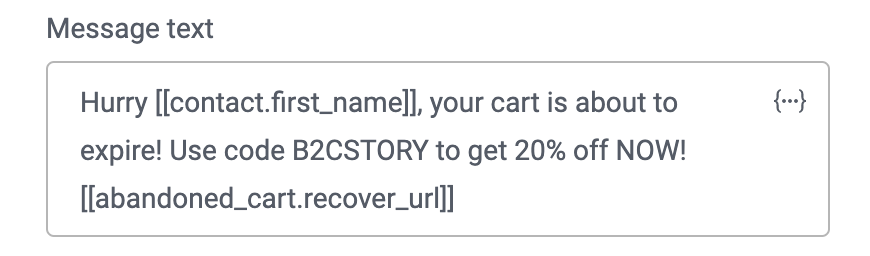 Message text
Hurry [[contact.first_name]], your cart is about to
expire! Use code B2CSTORY to get 20% off NOW!
[[abandoned_cart.recover_url]]
{···}